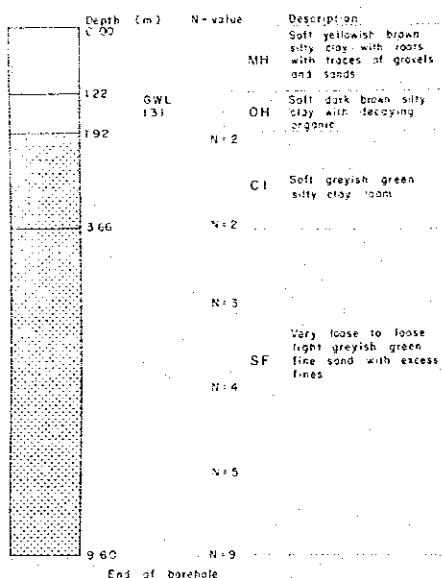 Depth (m) N-value Description
0.00
Soft yellowish brown
silty clay with roots
MH with traces of gravels
and sands
1.22
GWL
1.31
OH Soft dark brown silty
clay with decaying
organic
1.92
N=2
CI Soft greyish green
silty clay loam
3.66 N=2
N=3
Vary loose to loose
light greyish green
SF fine sand with excess
fines
N=4
N=5
9.60 N=9
End of borehole